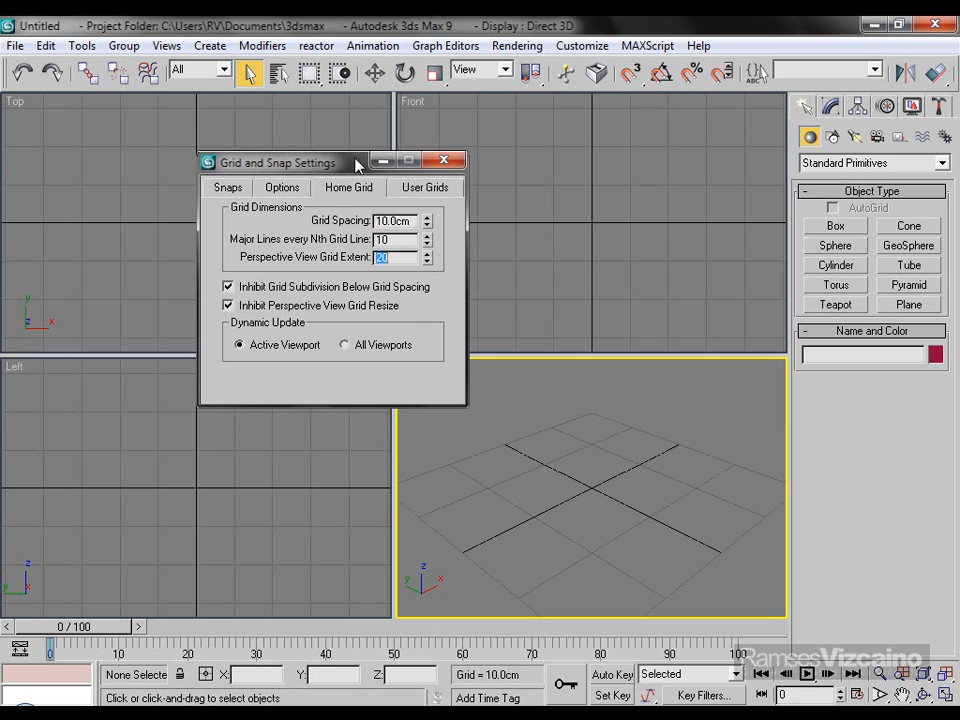 Untitled - Project Folder: C:\Users\RV\Documents\3dsmax - Autodesk 3ds Max 9 - Display : Direct 3D
File Edit Tools Group Views Create Modifiers reactor Animation Graph Editors Rendering Customize MAXScript Help
All View
Top Front
Grid and Snap Settings
Snaps Options Home Grid User Grids
Grid Dimensions
Grid Spacing: 10.0cm
Major Lines every Nth Grid Line: 10
Perspective View Grid Extent: 20
Inhibit Grid Subdivision Below Grid Spacing
Inhibit Perspective View Grid Resize
Dynamic Update
Active Viewport All Viewports
Standard Primitives
Object Type
AutoGrid
Box Cone
Sphere GeoSphere
Cylinder Tube
Torus Pyramid
Teapot Plane
Name and Color
Left
y z x
z y
z y x
0 / 100
0 10 20 30 40 50 60 70 80 90 100
RamsesVizcaino
None Selecte X: Y: Z: Grid = 10.0cm Auto Key Selected
Click or click-and-drag to select objects Add Time Tag Set Key Key Filters... 0